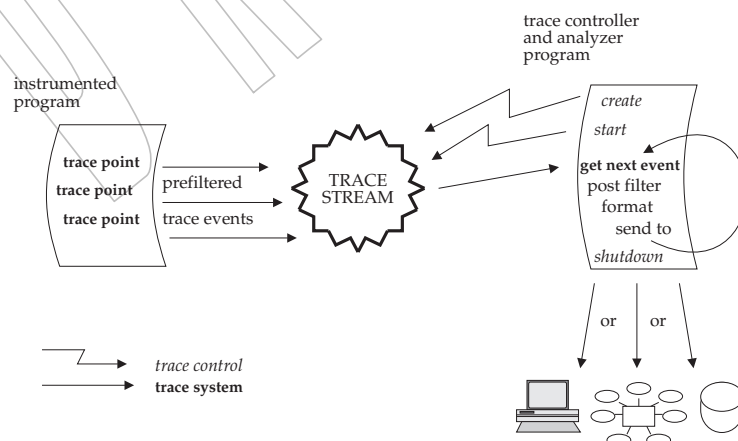 trace controller
and analyzer
program
instrumented
program
create
start
get next event
post filter
format
send to
shutdown
trace point
trace point
trace point
prefiltered
trace events
TRACE
STREAM
or
or
trace control
trace system